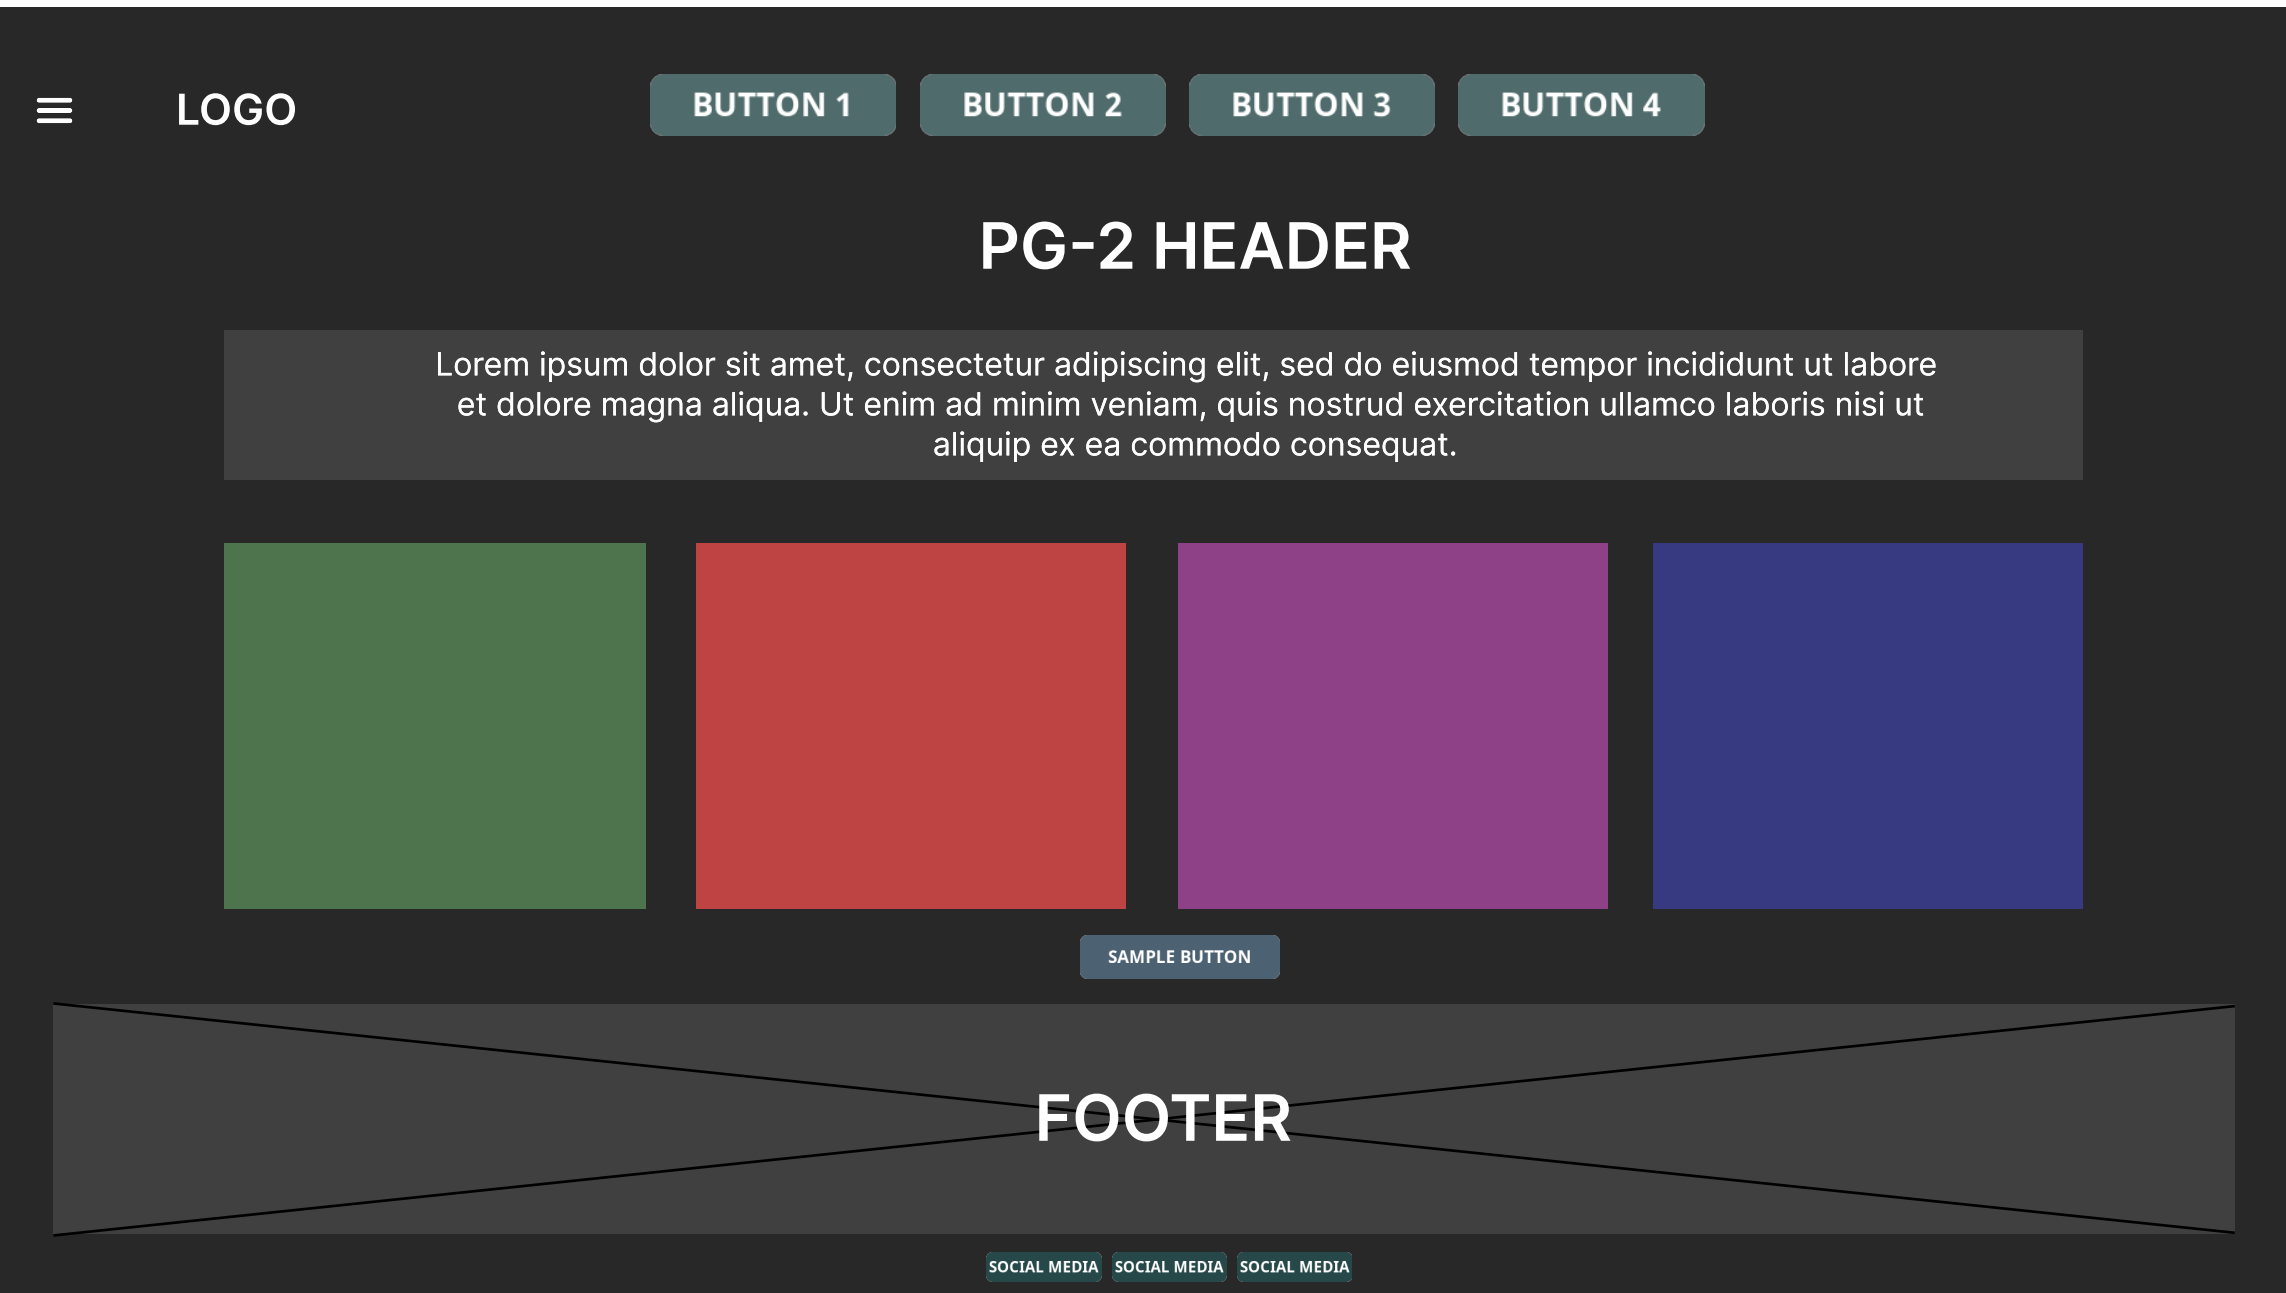 LOGO
BUTTON 1
BUTTON 2
BUTTON 3
BUTTON 4
PG-2 HEADER
Lorem ipsum dolor sit amet, consectetur adipiscing elit, sed do eiusmod tempor incididunt ut labore
et dolore magna aliqua. Ut enim ad minim veniam, quis nostrud exercitation ullamco laboris nisi ut
aliquip ex ea commodo consequat.
SAMPLE BUTTON
FOOTER
SOCIAL MEDIA
SOCIAL MEDIA
SOCIAL MEDIA